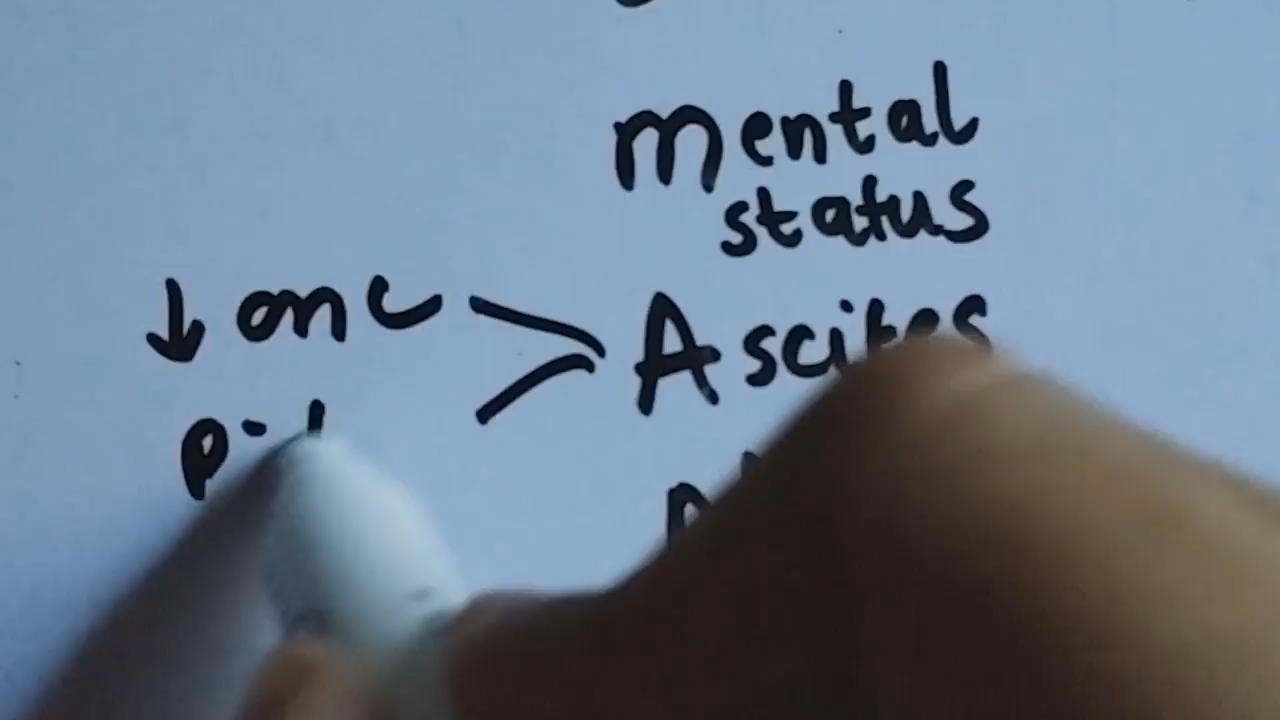 mental
status
↓ onc > Ascites